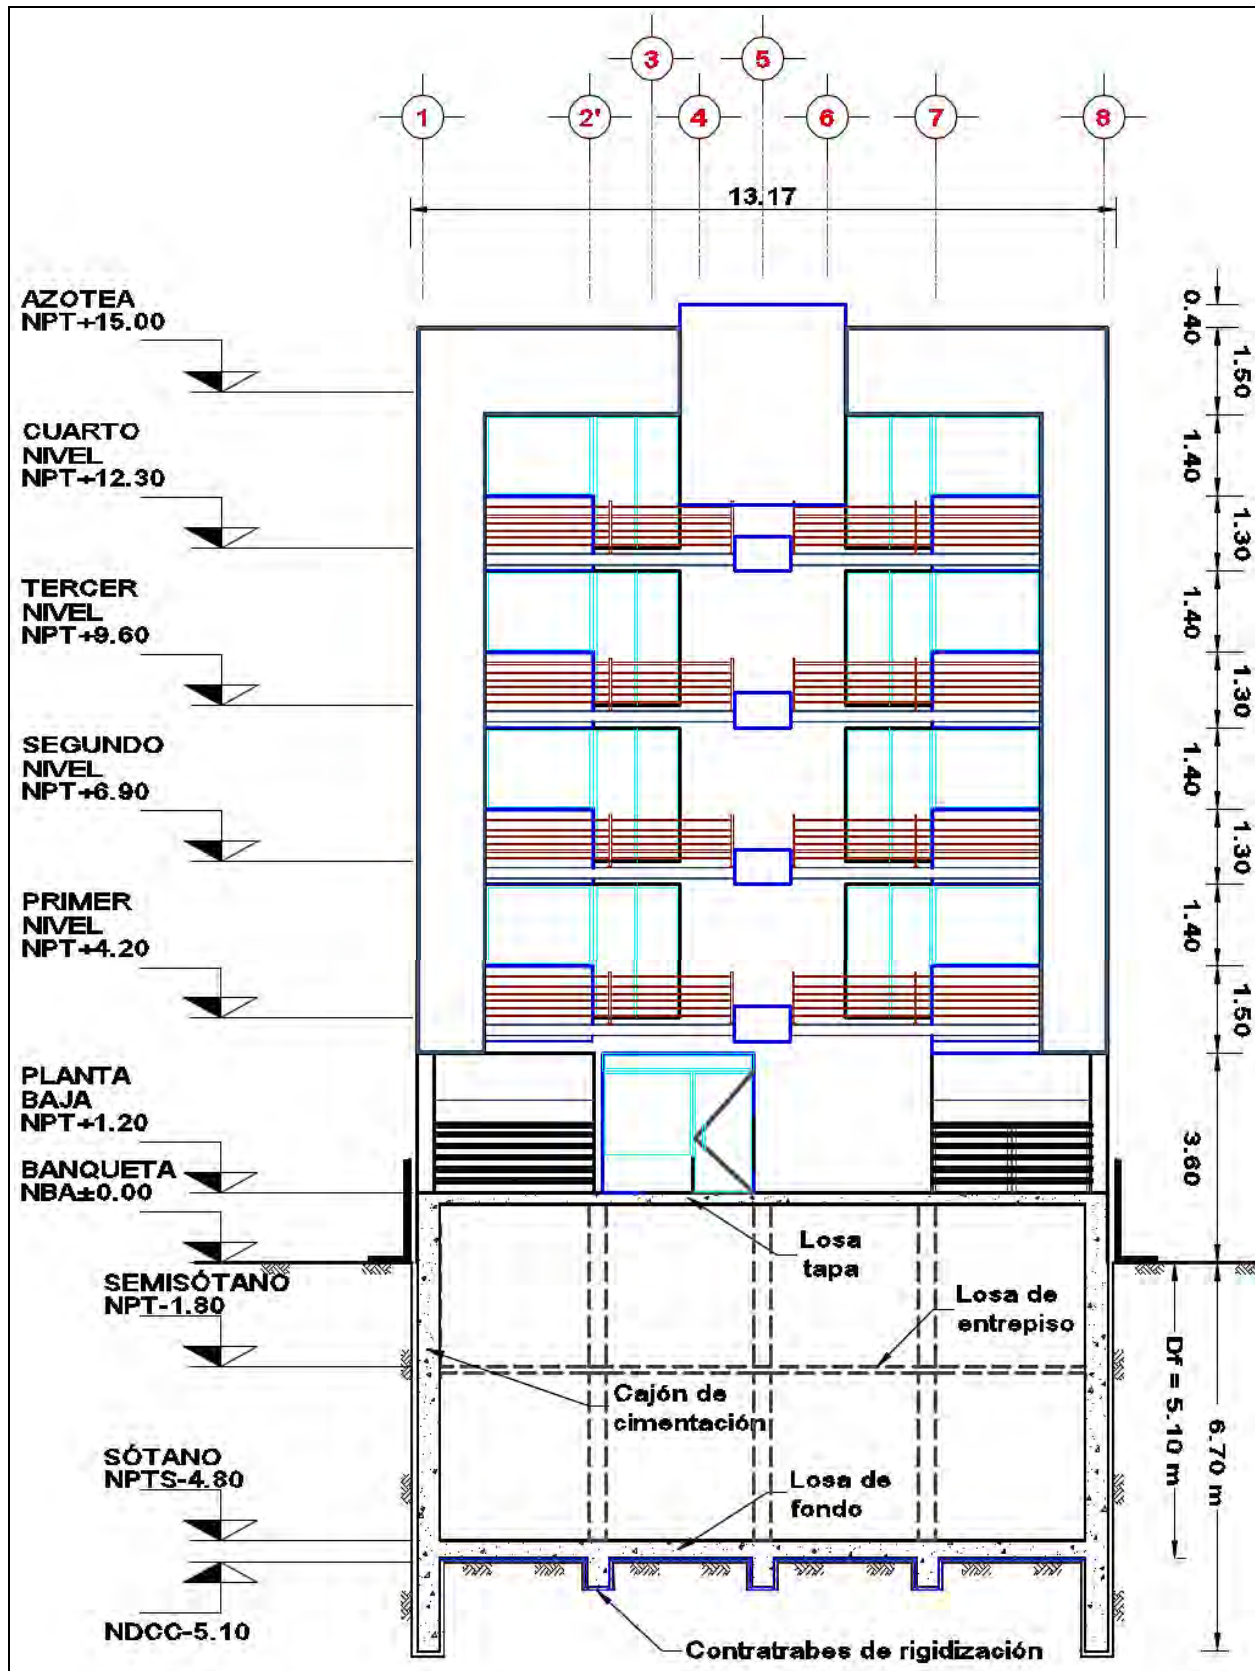 3
5
1
2'
4
6
7
8
13.17
AZOTEA
NPT+15.00
0.40
1.50
CUARTO
NIVEL
NPT+12.30
1.40
1.30
TERCER
NIVEL
NPT+9.60
1.40
1.30
SEGUNDO
NIVEL
NPT+6.90
1.40
1.30
PRIMER
NIVEL
NPT+4.20
1.40
1.50
PLANTA
BAJA
NPT+1.20
3.60
BANQUETA
NBA±0.00
Losa
tapa
SEMISÓTANO
NPT-1.80
Losa de
entrepiso
Df = 5.10 m
6.70 m
Cajón de
cimentación
SÓTANO
NPTS-4.80
Losa de
fondo
NDCC-5.10
Contratrabes de rigidización